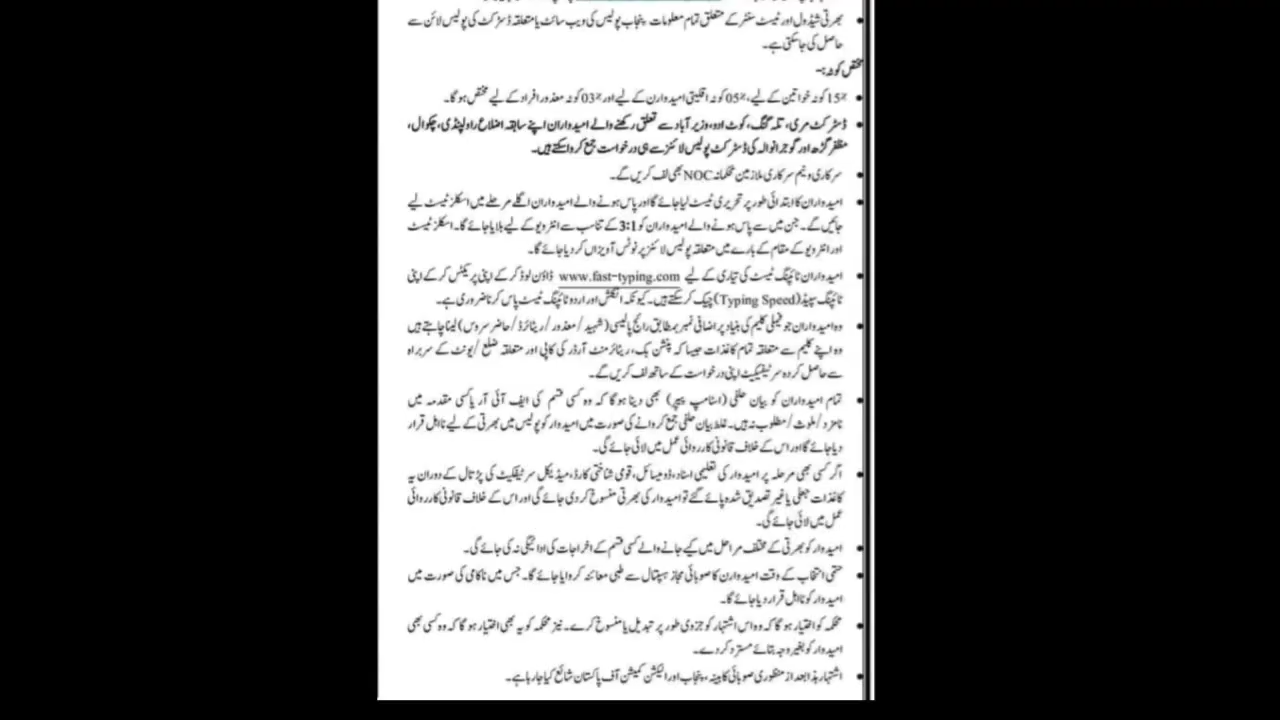 بھرتی شیڈول اور ٹیسٹ سنٹر کے متعلق تمام معلومات پنجاب پولیس کی ویب سائٹ یا متعلقہ ڈسٹرکٹ کی پولیس لائن سے
حاصل کی جاسکتی ہے۔
مختص کوٹہ:-
15% کوٹہ خواتین کے لیے، 05% کوٹہ اقلیتی امیدوارن کے لیے اور 03% کوٹہ معذور افراد کے لیے مختص ہوگا۔
ڈسٹرکٹ مری، تلہ گنگ، کوٹ ادو، وزیر آباد سے تعلق رکھنے والے امیدواران اپنے سابقہ اضلاع راولپنڈی، چکوال،
مظفر گڑھ اور گوجرانوالہ کی ڈسٹرکٹ پولیس لائنز سے ہی درخواست جمع کرواسکتے ہیں۔
سرکاری و نیم سرکاری ملازمین محکمانہ NOC بھی لف کریں گے۔
امیدواران کا ابتدائی طور پر تحریری ٹیسٹ لیا جائے گا اور پاس ہونے والے امیدواران اگلے مرحلے میں اسکلز ٹیسٹ لیے
جائیں گے۔ جن میں سے پاس ہونے والے امیدواران کو 3:1 کے تناسب سے انٹرویو کے لیے بلایا جائے گا۔ اسکلز ٹیسٹ
اور انٹرویو کے مقام کے بارے میں متعلقہ پولیس لائنز پر نوٹس آویزاں کر دیا جائے گا۔
امیدواران ٹائپنگ ٹیسٹ کی تیاری کے لیے www.fast-typing.com ڈاؤن لوڈ کر کے اپنی پریکٹس کر کے اپنی
ٹائپنگ سپیڈ (Typing Speed) چیک کر سکتے ہیں۔ کیونکہ انگلش اور اردو ٹائپنگ ٹیسٹ پاس کرنا ضروری ہے۔
وہ امیدواران جو فیملی کلیم کی بنیاد پر اضافی نمبر بمطابق رائج پالیسی (شہید/معذور/ریٹائرڈ/حاضر سروس) لینا چاہتے ہیں
وہ اپنے کلیم سے متعلقہ تمام کاغذات جیسا کہ پنشن بک، ریٹائرمنٹ آرڈر کی کاپی اور متعلقہ ضلع/یونٹ کے سربراہ
سے حاصل کردہ سرٹیفکیٹ اپنی درخواست کے ساتھ لف کریں گے۔
تمام امیدواران کو بیان حلفی (اسٹامپ پیپر) بھی دینا ہوگا کہ وہ کسی قسم کی ایف آئی آر یا کسی مقدمہ میں
نامزد/ملوث/مطلوب نہ ہیں۔ غلط بیان حلفی جمع کروانے کی صورت میں امیدوار کو پولیس میں بھرتی کے لیے نااہل قرار
دیا جائے گا اور اس کے خلاف قانونی کارروائی عمل میں لائی جائے گی۔
اگر کسی بھی مرحلہ پر امیدوار کی تعلیمی اسناد، ڈومیسائل، قومی شناختی کارڈ، میڈیکل سرٹیفکیٹ کی پڑتال کے دوران یہ
کاغذات جعلی یا غیر تصدیق شدہ پائے گئے تو امیدوار کی بھرتی منسوخ کر دی جائے گی اور اس کے خلاف قانونی کارروائی
عمل میں لائی جائے گی۔
امیدوار کو بھرتی کے مختلف مراحل میں کیے جانے والے کسی قسم کے اخراجات کی ادائیگی نہ کی جائے گی۔
حتمی انتخاب کے وقت امیدوارن کا صوبائی مجاز ہسپتال سے طبی معائنہ کروایا جائے گا۔ جس میں ناکامی کی صورت میں
امیدوار کو نااہل قرار دیا جائے گا۔
محکمہ کو اختیار ہوگا کہ وہ اس اشتہار کو جزوی طور پر تبدیل یا منسوخ کرے۔ نیز محکمہ کو یہ بھی اختیار ہوگا کہ وہ کسی بھی
امیدوار کو بغیر وجہ بتائے مسترد کر دے۔
اشتہار ہذا بعد از منظوری صوبائی کابینہ، پنجاب اور الیکشن کمیشن آف پاکستان شائع کیا جا رہا ہے۔